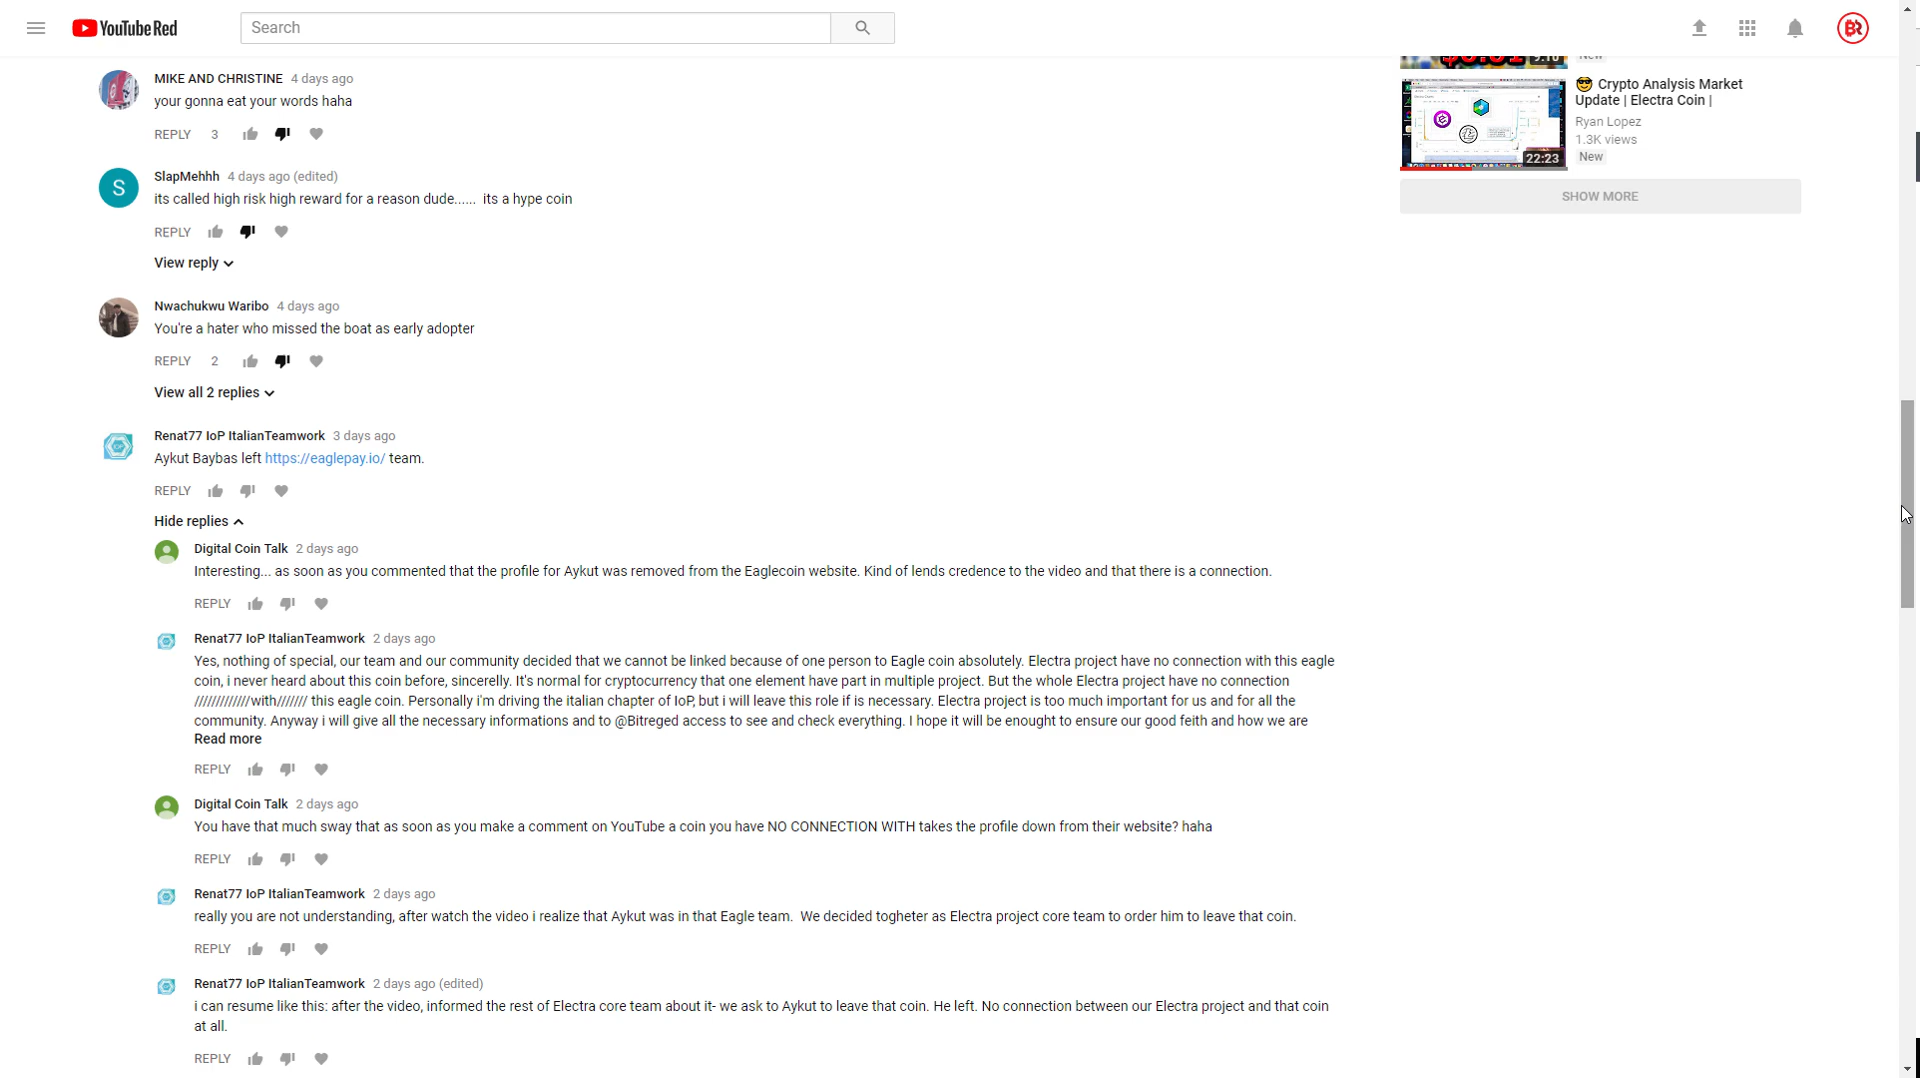 YouTube Red
Search
MIKE AND CHRISTINE 4 days ago
your gonna eat your words haha
REPLY 3
SlapMehhh 4 days ago (edited)
its called high risk high reward for a reason dude...... its a hype coin
REPLY
View reply
Nwachukwu Waribo 4 days ago
You're a hater who missed the boat as early adopter
REPLY 2
View all 2 replies
Renat77 IoP ItalianTeamwork 3 days ago
Aykut Baybas left https://eaglepay.io/ team.
REPLY
Hide replies
Digital Coin Talk 2 days ago
Interesting... as soon as you commented that the profile for Aykut was removed from the Eaglecoin website. Kind of lends credence to the video and that there is a connection.
REPLY
Renat77 IoP ItalianTeamwork 2 days ago
Yes, nothing of special, our team and our community decided that we cannot be linked because of one person to Eagle coin absolutely. Electra project have no connection with this eagle
coin, i never heard about this coin before, sincerelly. It's normal for cryptocurrency that one element have part in multiple project. But the whole Electra project have no connection
/////////////with/////// this eagle coin. Personally i'm driving the italian chapter of IoP, but i will leave this role if is necessary. Electra project is too much important for us and for all the
community. Anyway i will give all the necessary informations and to @Bitreged access to see and check everything. I hope it will be enought to ensure our good feith and how we are
Read more
REPLY
Digital Coin Talk 2 days ago
You have that much sway that as soon as you make a comment on YouTube a coin you have NO CONNECTION WITH takes the profile down from their website? haha
REPLY
Renat77 IoP ItalianTeamwork 2 days ago
really you are not understanding, after watch the video i realize that Aykut was in that Eagle team.  We decided togheter as Electra project core team to order him to leave that coin.
REPLY
Renat77 IoP ItalianTeamwork 2 days ago (edited)
i can resume like this: after the video, informed the rest of Electra core team about it- we ask to Aykut to leave that coin. He left. No connection between our Electra project and that coin
at all.
REPLY
$0.01
9:10
New
Crypto Analysis Market
Update | Electra Coin |
Ryan Lopez
1.3K views
New
22:23
SHOW MORE
S